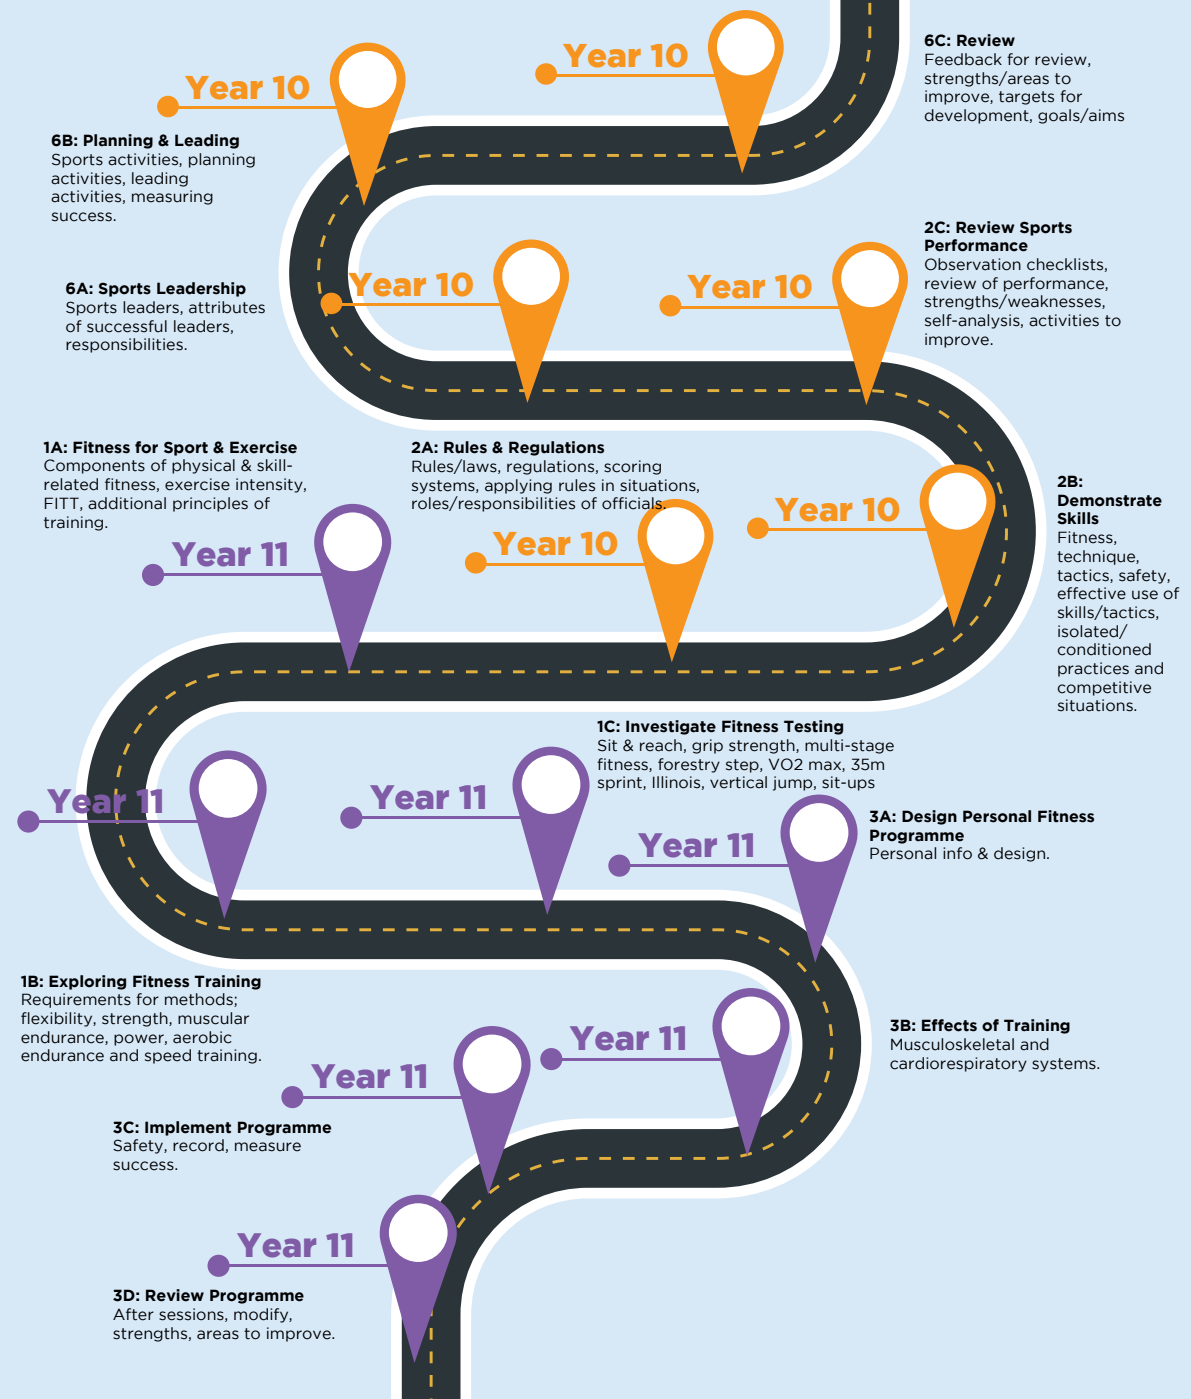 Year 10
6C: Review
Feedback for review,
strengths/areas to
improve, targets for
development, goals/aims
Year 10
6B: Planning & Leading
Sports activities, planning
activities, leading
activities, measuring
success.
6A: Sports Leadership
Sports leaders, attributes
of successful leaders,
responsibilities.
Year 10
Year 10
2C: Review Sports
Performance
Observation checklists,
review of performance,
strengths/weaknesses,
self-analysis, activities to
improve.
1A: Fitness for Sport & Exercise
Components of physical & skill-
related fitness, exercise intensity,
FITT, additional principles of
training.
Year 11
2A: Rules & Regulations
Rules/laws, regulations, scoring
systems, applying rules in situations,
roles/responsibilities of officials.
Year 10
Year 10
2B:
Demonstrate
Skills
Fitness,
technique,
tactics, safety,
effective use of
skills/tactics,
isolated/
conditioned
practices and
competitive
situations.
1C: Investigate Fitness Testing
Sit & reach, grip strength, multi-stage
fitness, forestry step, VO2 max, 35m
sprint, Illinois, vertical jump, sit-ups
Year 11
Year 11
Year 11
3A: Design Personal Fitness
Programme
Personal info & design.
1B: Exploring Fitness Training
Requirements for methods;
flexibility, strength, muscular
endurance, power, aerobic
endurance and speed training.
Year 11
3B: Effects of Training
Musculoskeletal and
cardiorespiratory systems.
Year 11
3C: Implement Programme
Safety, record, measure
success.
Year 11
3D: Review Programme
After sessions, modify,
strengths, areas to improve.